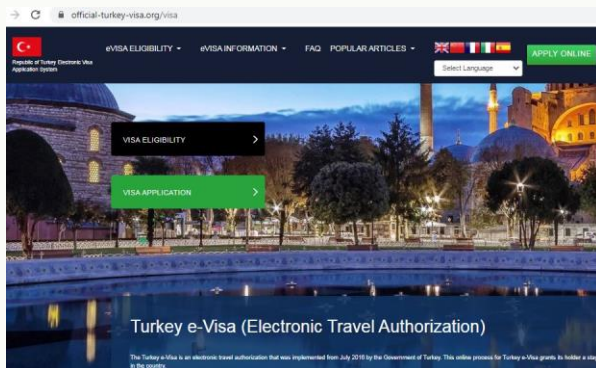 official-turkey-visa.org/visa
eVISA ELIGIBILITY
eVISA INFORMATION
FAQ
POPULAR ARTICLES
APPLY ONLINE
Republic of Turkey Electronic Visa
Application System
Select Language
VISA ELIGIBILITY
VISA APPLICATION
Turkey e-Visa (Electronic Travel Authorization)
The Turkey e-Visa is an electronic travel authorization that was implemented from July 2016 by the Government of Turkey. This online process for Turkey e-Visa grants its holder a
in the country.